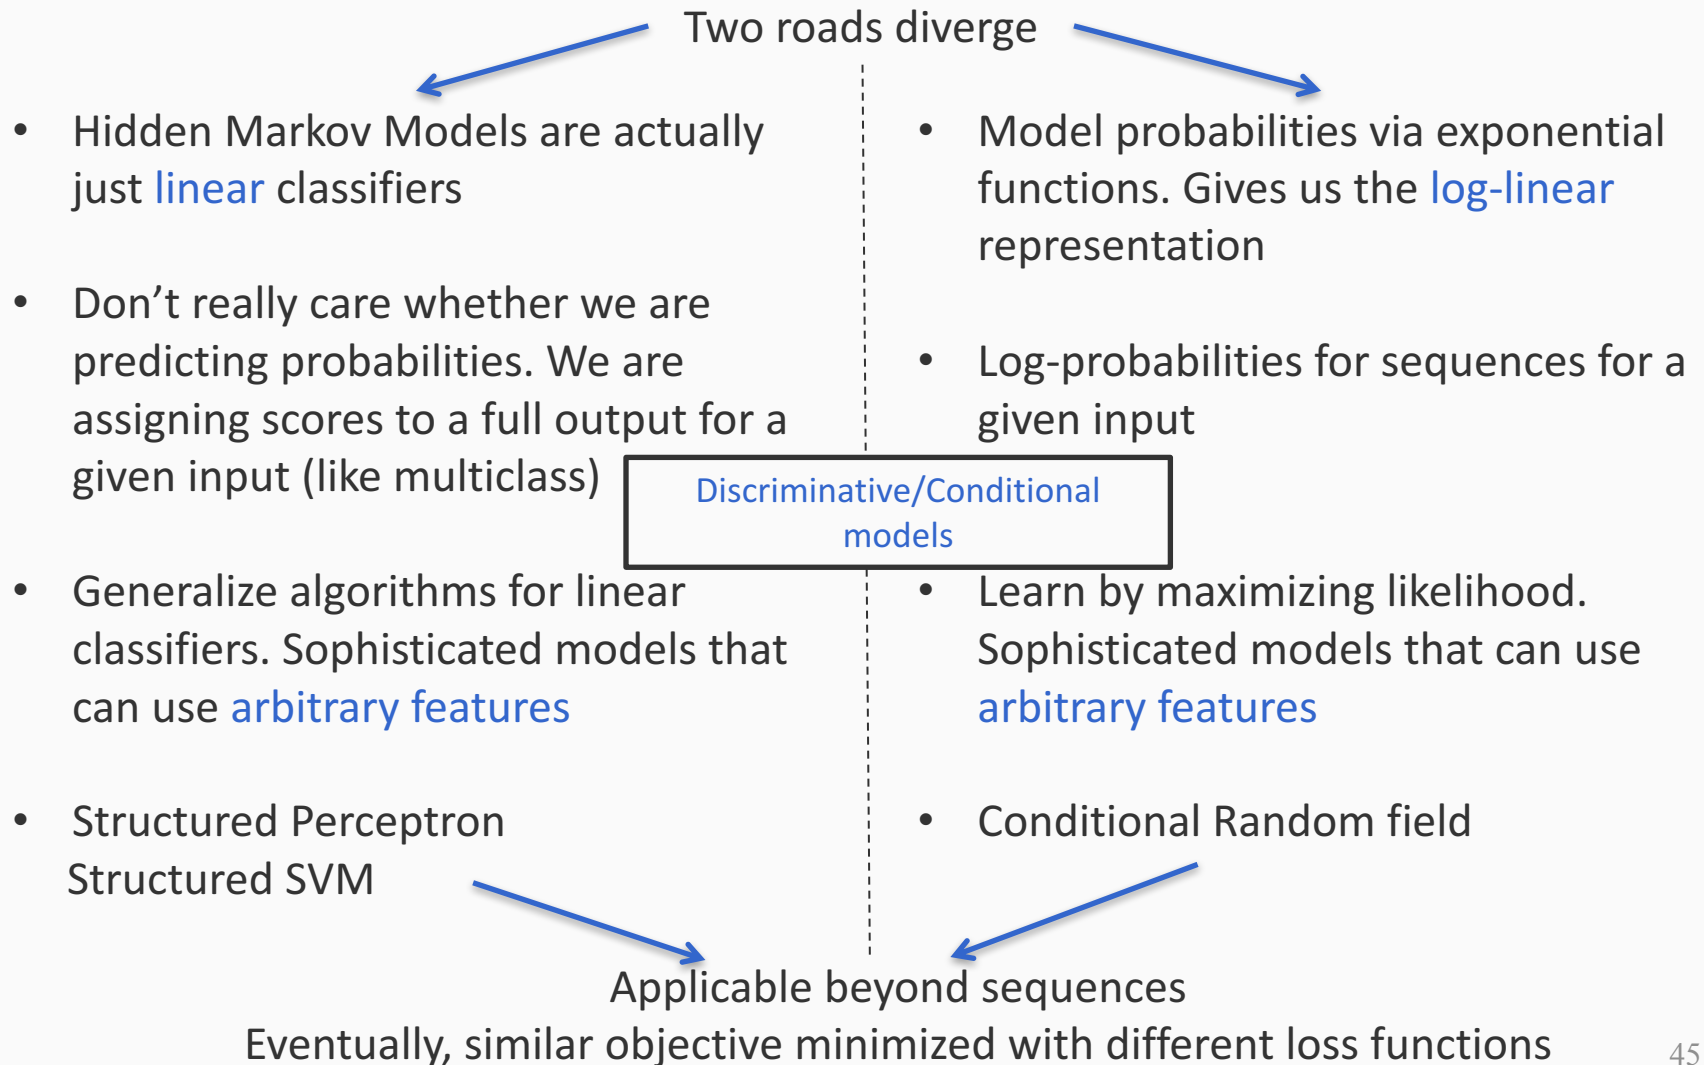 Two roads diverge
• Hidden Markov Models are actually
just linear classifiers
• Don’t really care whether we are
predicting probabilities. We are
assigning scores to a full output for a
given input (like multiclass)
• Generalize algorithms for linear
classifiers. Sophisticated models that
can use arbitrary features
• Structured Perceptron
Structured SVM
• Model probabilities via exponential
functions. Gives us the log-linear
representation
• Log-probabilities for sequences for a
given input
Discriminative/Conditional
models
• Learn by maximizing likelihood.
Sophisticated models that can use
arbitrary features
• Conditional Random field
Applicable beyond sequences
Eventually, similar objective minimized with different loss functions
45